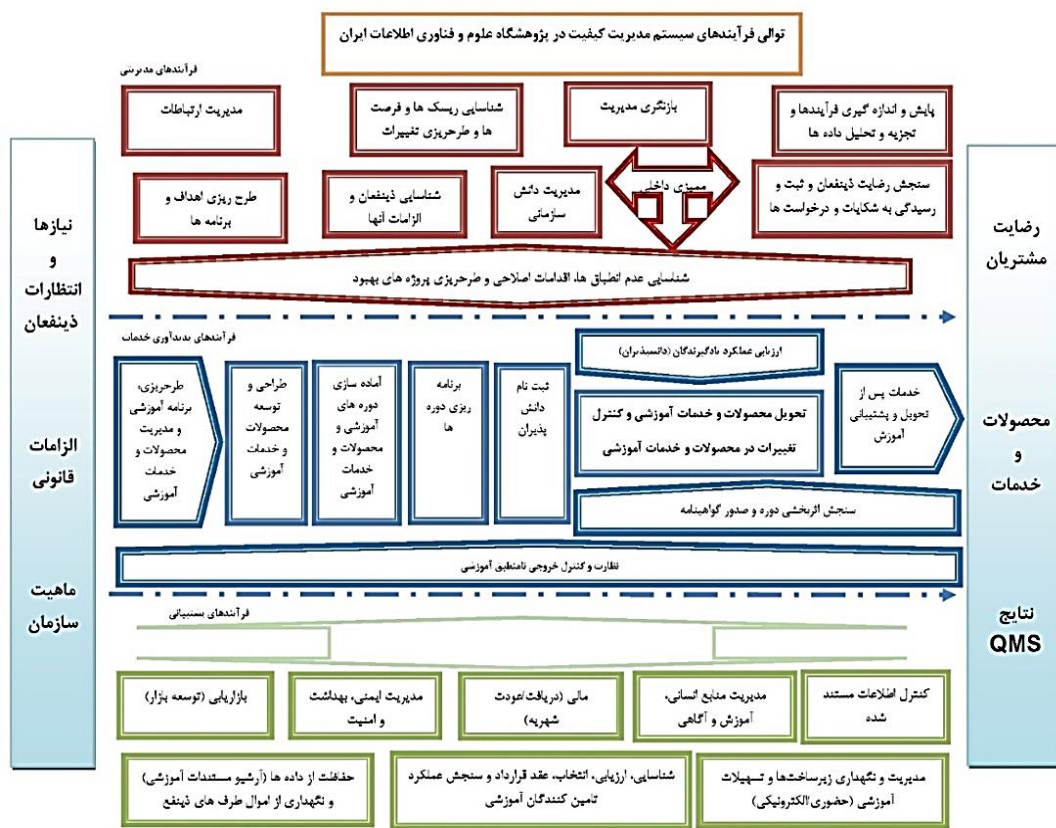 توالی فرآیندهای سیستم مدیریت کیفیت در پژوهشگاه علوم و فناوری اطلاعات ایران
فرآیندهای مدیریتی
پایش و اندازه گیری فرآیندها و
تجزیه و تحلیل داده ها
بازنگری مدیریت
شناسایی ریسک ها و فرصت
ها و طرحریزی تغییرات
مدیریت ارتباطات
سنجش رضایت ذینفعان و ثبت و
رسیدگی به شکایات و درخواست ها
ممیزی داخلی
مدیریت دانش
سازمانی
شناسایی ذینفعان و
الزامات آنها
طرح ریزی اهداف و
برنامه ها
شناسایی عدم انطباق ها، اقدامات اصلاحی و طرحریزی پروژه های بهبود
نیازها
و
انتظارات
ذینفعان
الزامات
قانونی
ماهیت
سازمان
فرآیندهای پدیدآوری خدمات
طرحریزی،
برنامه آموزشی
و مدیریت
محصولات و
خدمات
آموزشی
طراحی و
توسعه
محصولات
و خدمات
آموزشی
آماده سازی
دوره های
آموزشی و
محصولات و
خدمات
آموزشی
برنامه
ریزی دوره
ها
ثبت نام
دانش
پذیران
ارزیابی عملکرد یادگیرندگان (دانشپذیران)
تحویل محصولات و خدمات آموزشی و کنترل
تغییرات در محصولات و خدمات آموزشی
سنجش اثربخشی دوره و صدور گواهینامه
خدمات پس از
تحویل و پشتیبانی
آموزش
نظارت و کنترل خروجی نامنطبق آموزشی
رضایت
مشتریان
محصولات
و
خدمات
نتایج
QMS
فرآیندهای پشتیبانی
کنترل اطلاعات مستند
شده
مدیریت منابع انسانی،
آموزش و آگاهی
مالی (دریافت/عودت
شهریه)
مدیریت ایمنی، بهداشت
و امنیت
بازاریابی (توسعه بازار)
مدیریت و نگهداری زیرساخت‌ها و تسهیلات
آموزشی (حضوری/الکترونیکی)
شناسایی، ارزیابی، انتخاب، عقد قرارداد و سنجش عملکرد
تامین کنندگان آموزشی
حفاظت از داده ها (آرشیو مستندات آموزشی)
و نگهداری از اموال طرف های ذینفع